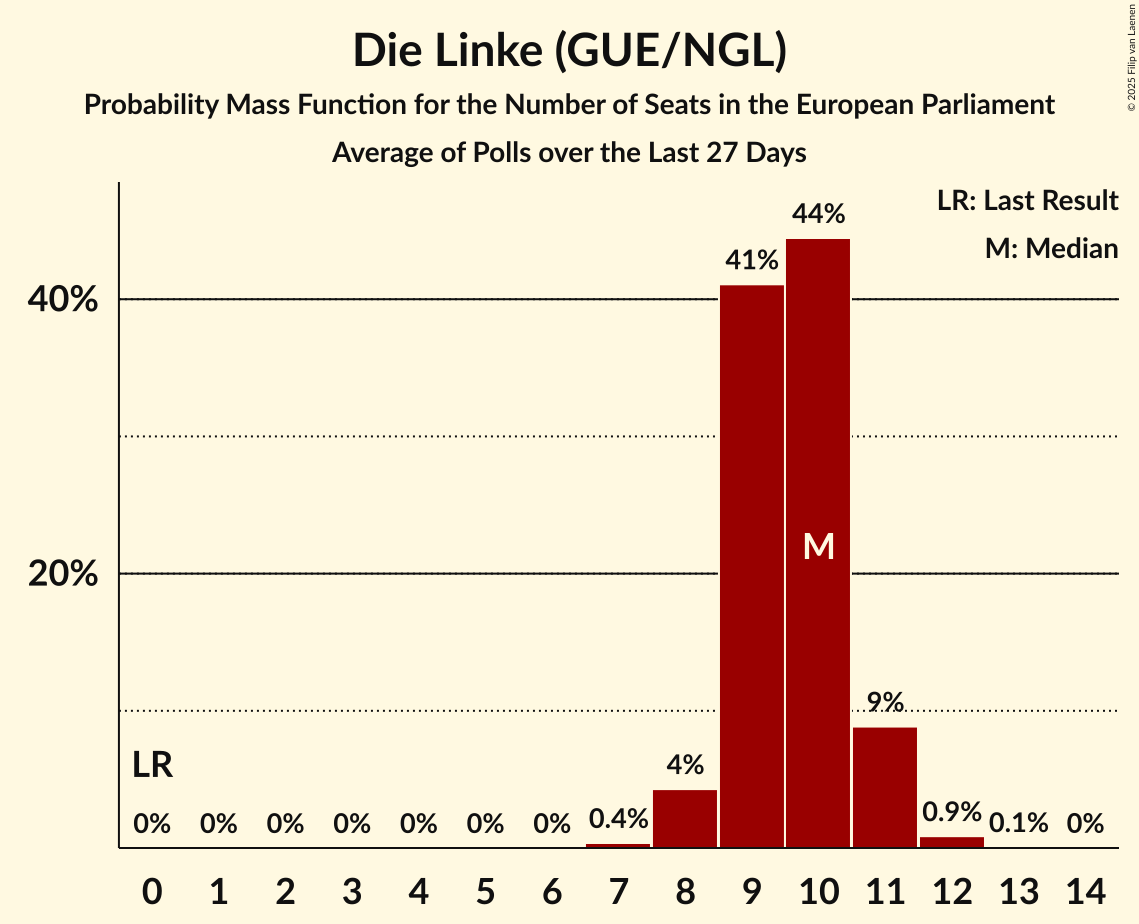 Die Linke (GUE/NGL)
Probability Mass Function for the Number of Seats in the European Parliament
Average of Polls over the Last 27 Days
© 2025 Filip van Laenen
LR: Last Result
M: Median
44%
41%
40%
M
20%
9%
LR
4%
0% 0% 0% 0% 0% 0% 0% 0.4% 0.9% 0.1% 0%
0 1 2 3 4 5 6 7 8 9 10 11 12 13 14